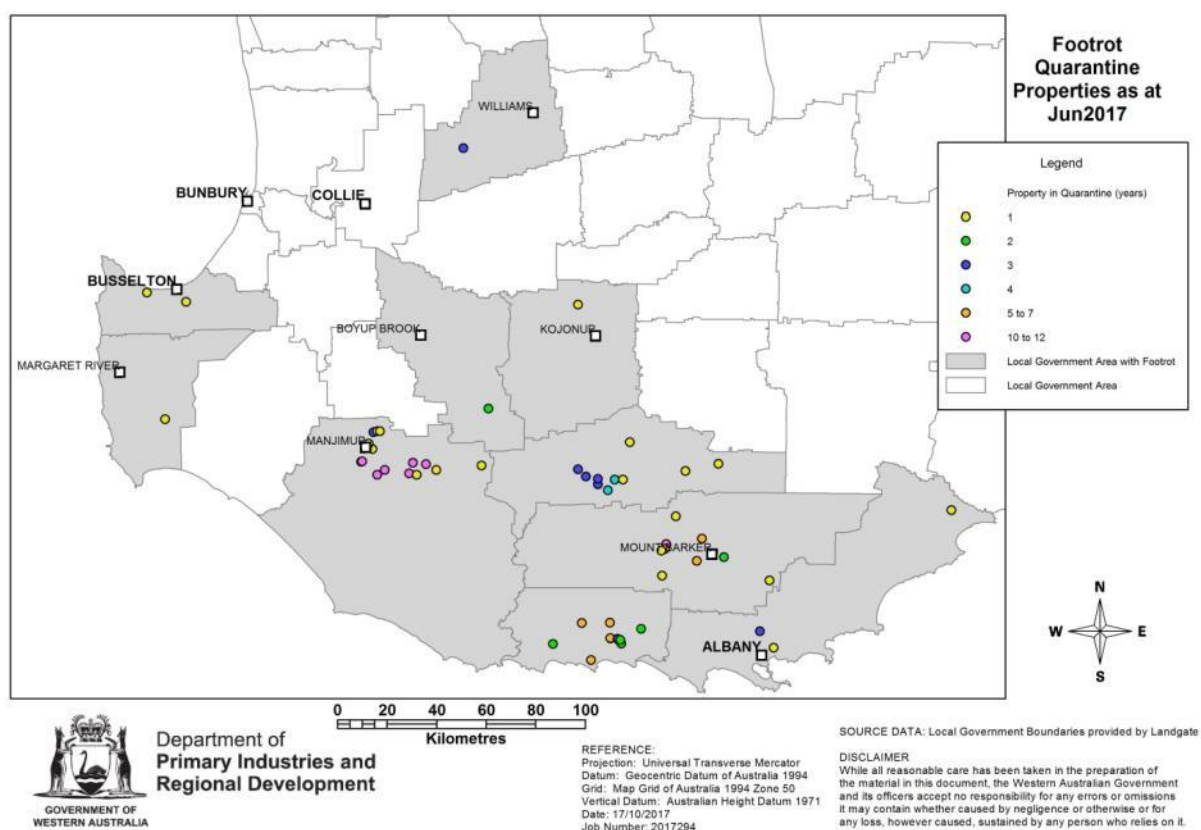 Footrot
Quarantine
Properties as at
Jun2017
Legend
Property in Quarantine (years)
1
2
3
4
5 to 7
10 to 12
Local Government Area with Footrot
Local Government Area
WILLIAMS
BUNBURY
COLLIE
BUSSELTON
BOYUP BROOK
KOJONUP
MARGARET RIVER
MANJIMUP
MOUNT BARKER
ALBANY
N
W E
S
0 20 40 60 80 100
Kilometres
GOVERNMENT OF
WESTERN AUSTRALIA
Department of
Primary Industries and
Regional Development
REFERENCE:
Projection: Universal Transverse Mercator
Datum: Geocentric Datum of Australia 1994
Grid: Map Grid of Australia 1994 Zone 50
Vertical Datum: Australian Height Datum 1971
Date: 17/10/2017
Job Number: 2017294
SOURCE DATA: Local Government Boundaries provided by Landgate
DISCLAIMER
While all reasonable care has been taken in the preparation of
the material in this document, the Western Australian Government
and its officers accept no responsibility for any errors or omissions
it may contain whether caused by negligence or otherwise or for
any loss, however caused, sustained by any person who relies on it.